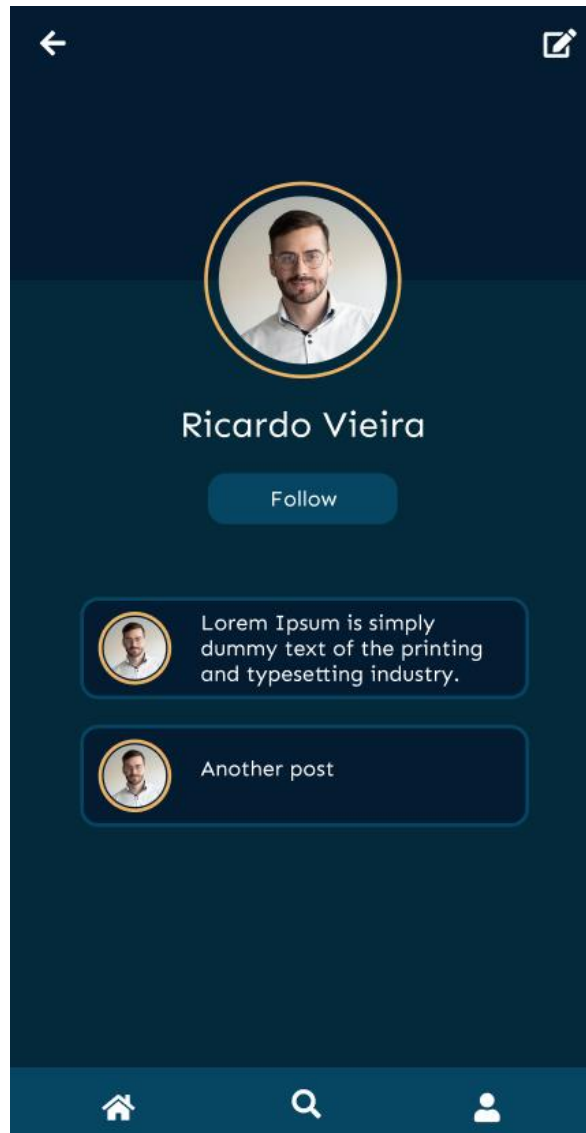 Ricardo Vieira
Follow
Lorem Ipsum is simply
dummy text of the printing
and typesetting industry.
Another post